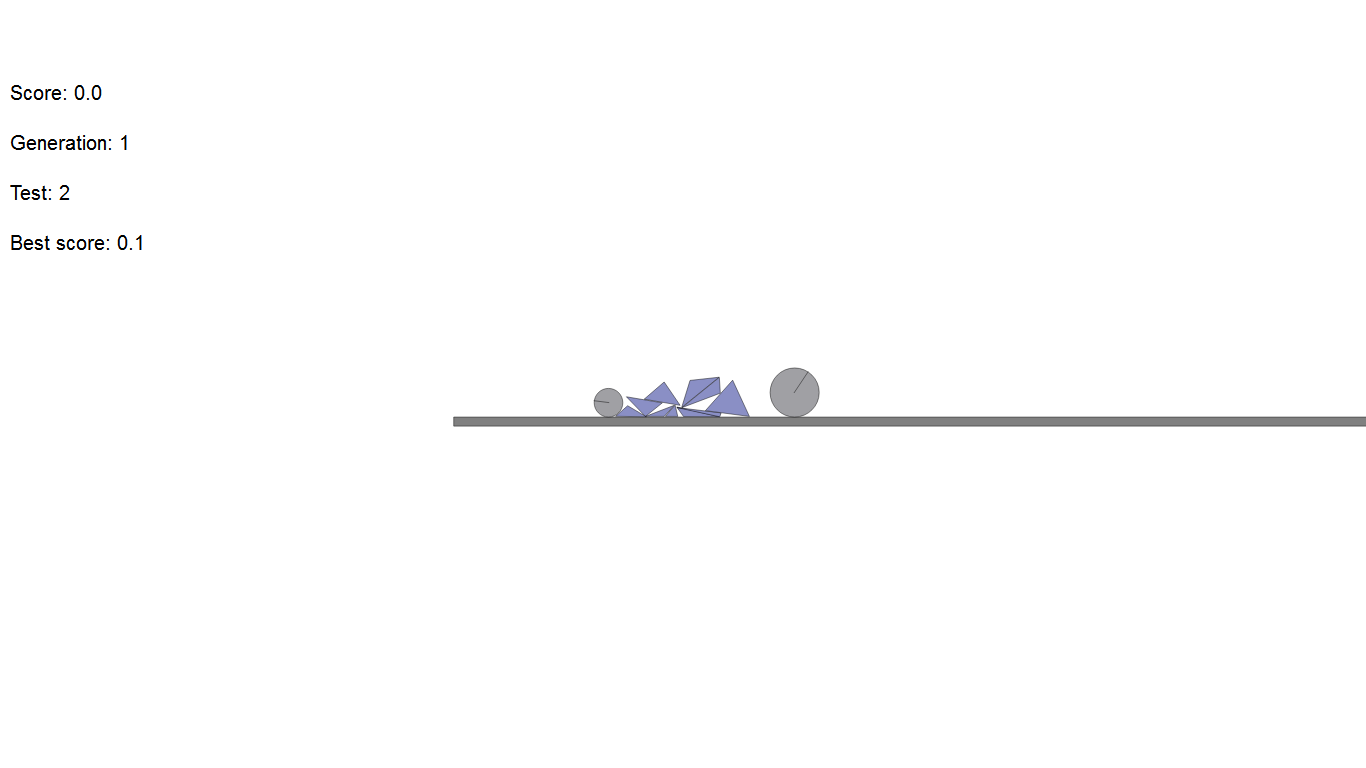 Score: 0.0
Generation: 1
Test: 2
Best score: 0.1